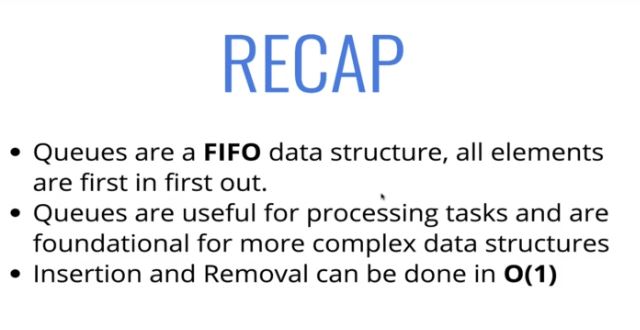 RECAP
• Queues are a FIFO data structure, all elements
are first in first out.
• Queues are useful for processing tasks and are
foundational for more complex data structures
• Insertion and Removal can be done in O(1)